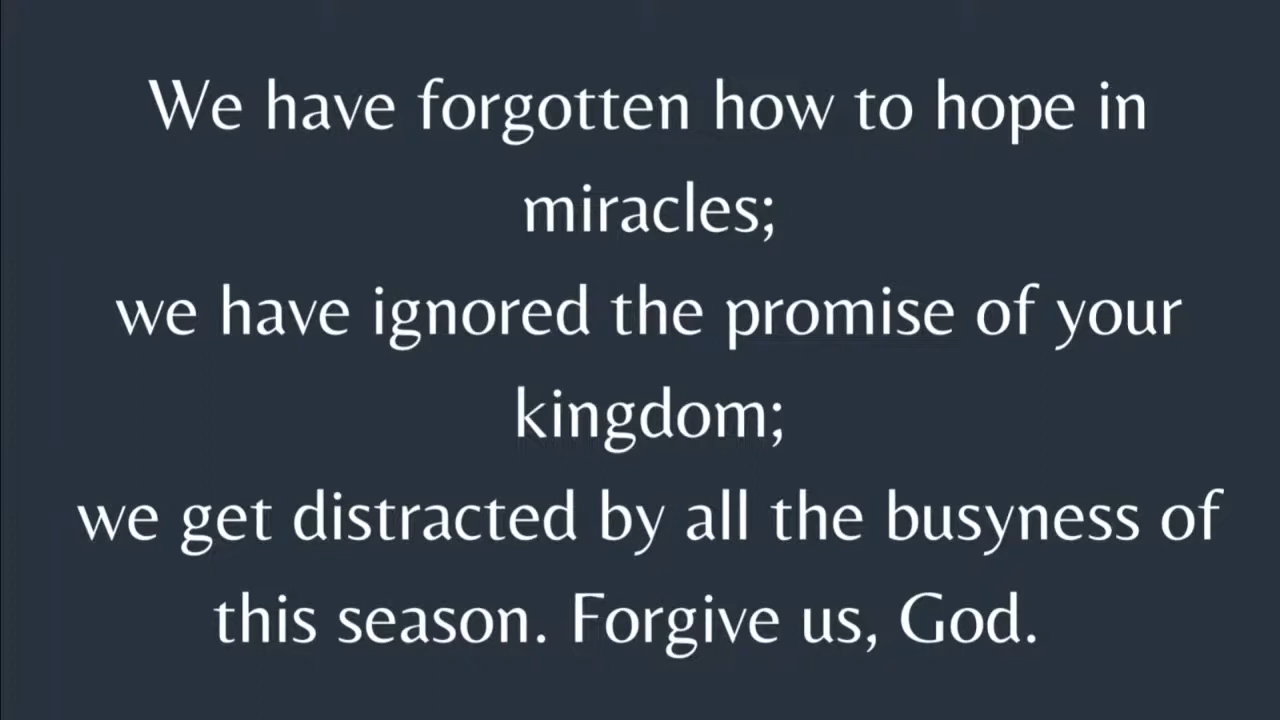 We have forgotten how to hope in
miracles;
we have ignored the promise of your
kingdom;
we get distracted by all the busyness of
this season. Forgive us, God.